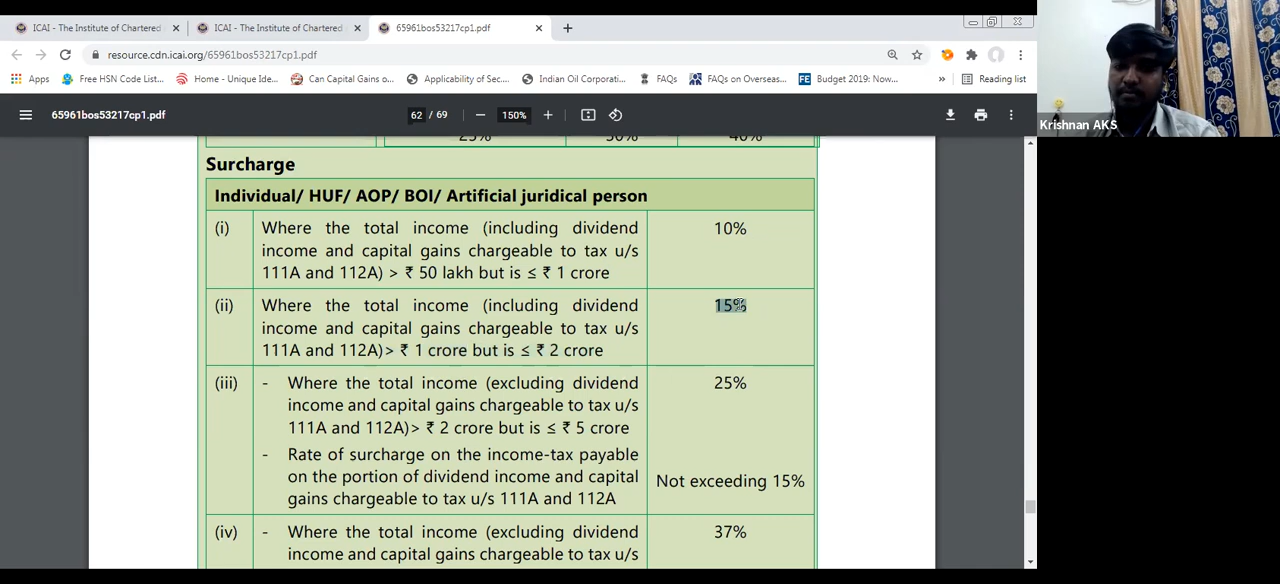 ICAI - The Institute of Chartered
ICAI - The Institute of Chartered
65961bos53217cp1.pdf
resource.cdn.icai.org/65961bos53217cp1.pdf
Apps
Free HSN Code List...
Home - Unique Ide...
Can Capital Gains o...
Applicability of Sec...
Indian Oil Corporati...
FAQs
FAQs on Overseas...
FE Budget 2019: Now...
»
Reading list
65961bos53217cp1.pdf
62 / 69
150%
25% 30% 40%
Surcharge
Individual/ HUF/ AOP/ BOI/ Artificial juridical person
(i) Where the total income (including dividend 10%
income and capital gains chargeable to tax u/s
111A and 112A) > ₹ 50 lakh but is ≤ ₹ 1 crore
(ii) Where the total income (including dividend 15%
income and capital gains chargeable to tax u/s
111A and 112A)> ₹ 1 crore but is ≤ ₹ 2 crore
(iii) - Where the total income (excluding dividend 25%
income and capital gains chargeable to tax u/s
111A and 112A)> ₹ 2 crore but is ≤ ₹ 5 crore
- Rate of surcharge on the income-tax payable
on the portion of dividend income and capital Not exceeding 15%
gains chargeable to tax u/s 111A and 112A
(iv) - Where the total income (excluding dividend 37%
income and capital gains chargeable to tax u/s
Krishnan AKS